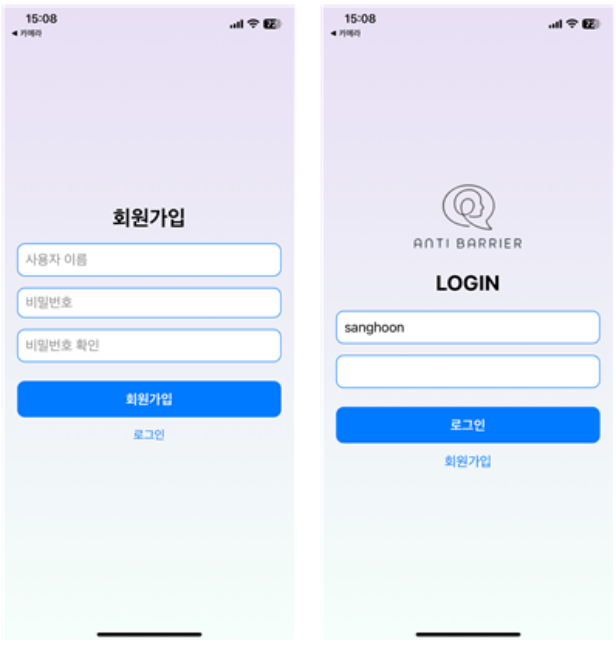 15:08
◀ 카메라
72
회원가입
사용자 이름
비밀번호
비밀번호 확인
회원가입
로그인
15:08
◀ 카메라
72
ANTI BARRIER
LOGIN
sanghoon
로그인
회원가입